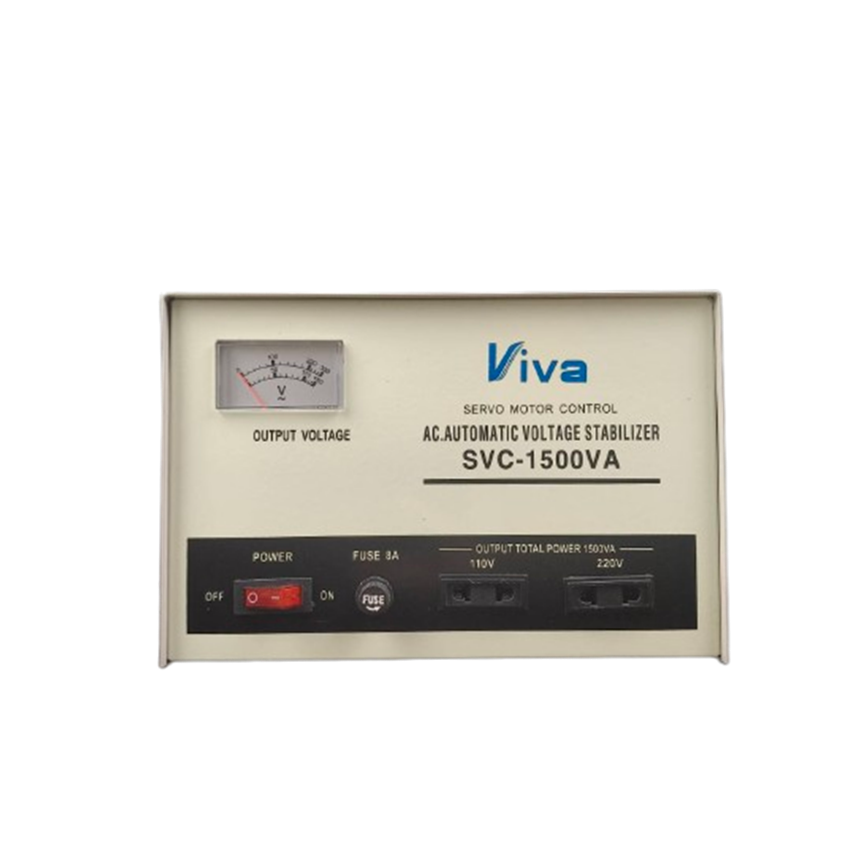 Viva
SERVO MOTOR CONTROL
AC.AUTOMATIC VOLTAGE STABILIZER
SVC-1500VA
V
OUTPUT VOLTAGE
POWER
OFF
ON
FUSE 8A
FUSE
OUTPUT TOTAL POWER 1500VA
110V
220V